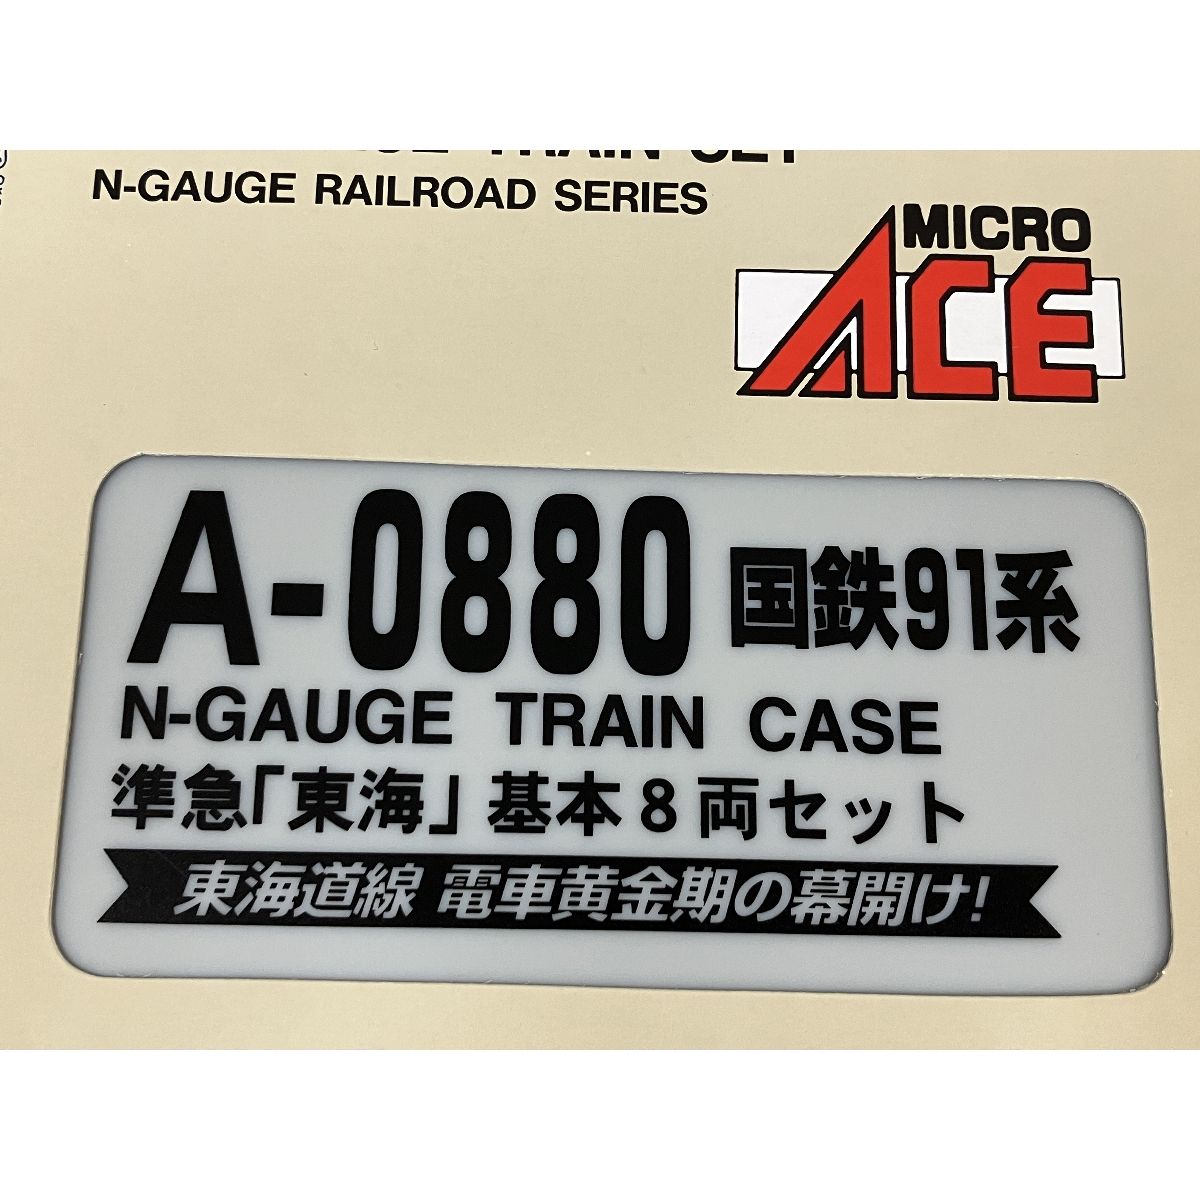 TRAIN SET
N-GAUGE RAILROAD SERIES
MICRO
ACE
A-0880 国鉄91系
N-GAUGE TRAIN CASE
準急「東海」基本8両セット
東海道線 電車黄金期の幕開け!